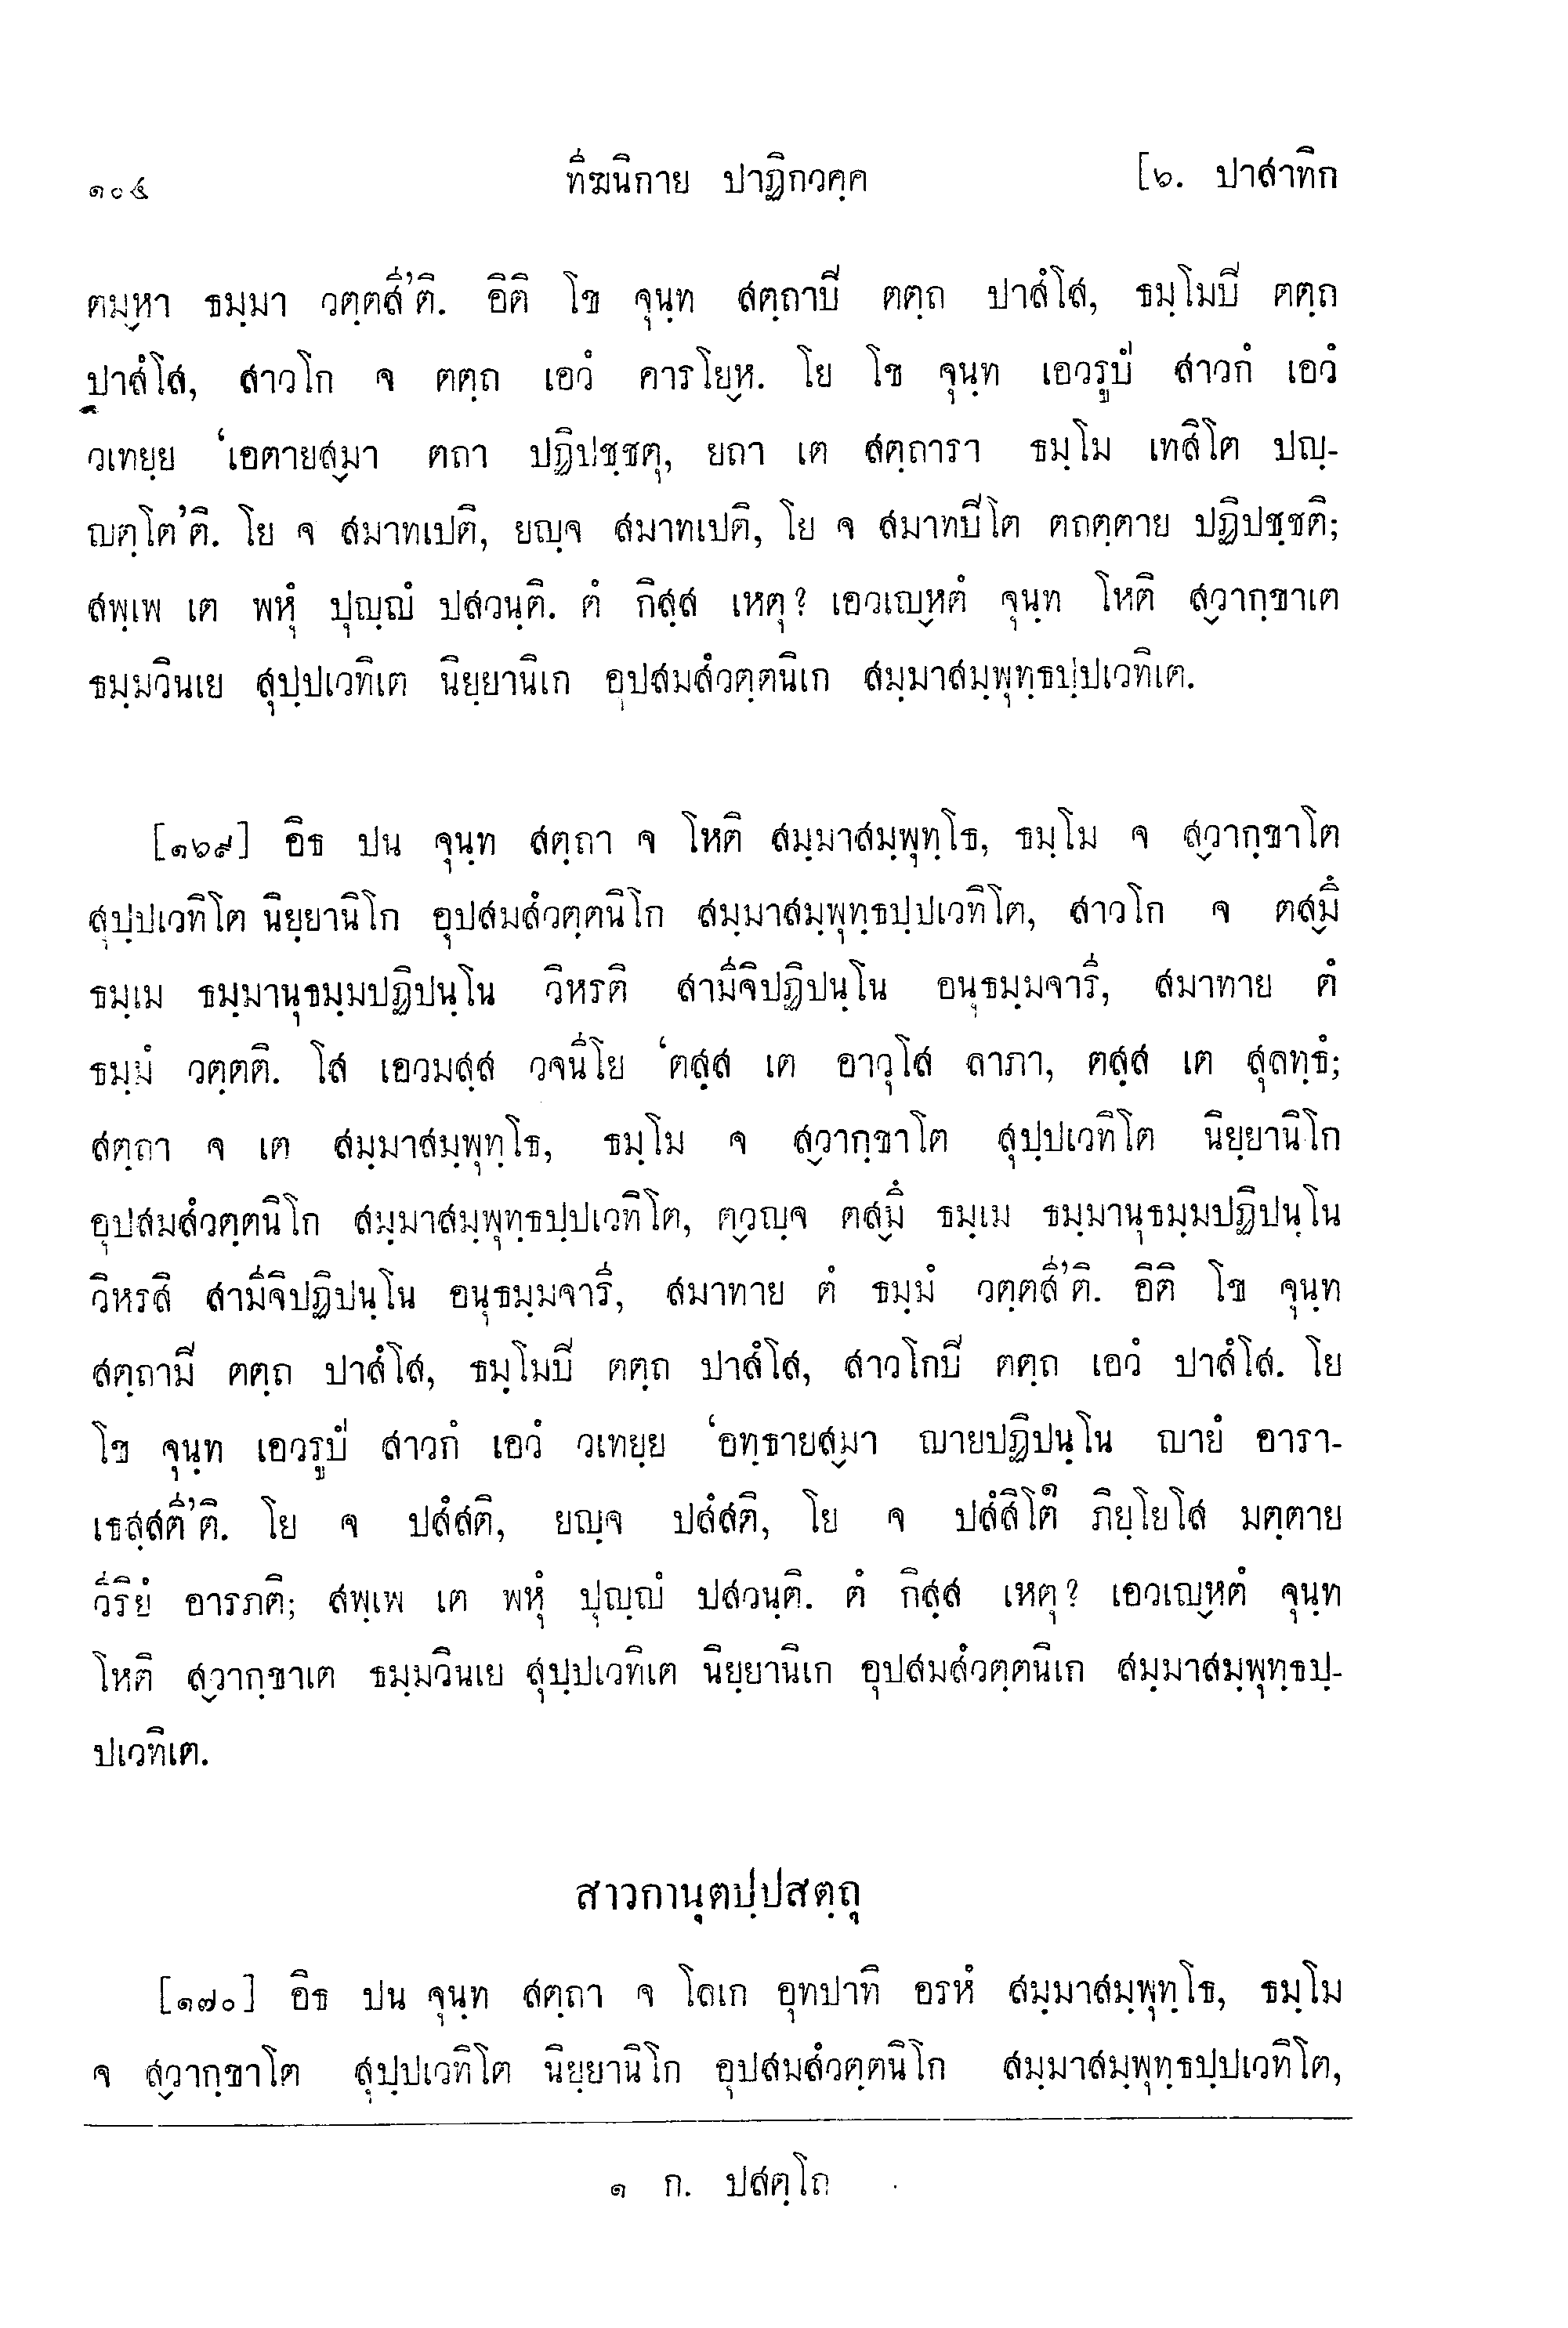 ๑๐๕ ทีฆนิกาย ปาฏิกวคฺค [๖. ปาสาทิก
ตมฺหา ธมฺมา วตฺตสี’ติ. อิติ โข จุนฺท สตฺถาปี ตตฺถ ปาสํโส, ธมฺโมปี ตตฺถ
ปาสํโส, สาวโก จ ตตฺถ เอวํ คารโยฺห. โย โข จุนฺท เอวรูปํ สาวกํ เอวํ
วเทยฺย ‘เอตายสฺมา ตถา ปฏิปชฺชตุ, ยถา เต สตฺถารา ธมฺโม เทสิโต ปญฺ-
ญตฺโต’ติ. โย จ สมาทเปติ, ยญฺจ สมาทเปติ, โย จ สมาทปีโต ตถตฺตาย ปฏิปชฺชติ;
สพฺเพ เต พหุํ ปุญฺญํ ปสวนฺติ. ตํ กิสฺส เหตุ? เอวเญฺหตํ จุนฺท โหติ สฺวากฺขาเต
ธมฺมวินเย สุปฺปเวทิเต นิยฺยานิเก อุปสมสํวตฺตนิเก สมฺมาสมฺพุทฺธปฺปเวทิเต.
[๑๖๙] อิธ ปน จุนฺท สตฺถา จ โหติ สมฺมาสมฺพุทฺโธ, ธมฺโม จ สฺวากฺขาโต
สุปฺปเวทิโต นิยฺยานิโก อุปสมสํวตฺตนิโก สมฺมาสมฺพุทฺธปฺปเวทิโต, สาวโก จ ตสฺมิํ
ธมฺเม ธมฺมานุธมฺมปฏิปนฺโน วิหรติ สามีจิปฏิปนฺโน อนุธมฺมจารี, สมาทาย ตํ
ธมฺมํ วตฺตติ. โส เอวมสฺส วจนีโย ‘ตสฺส เต อาวุโส ลาภา, ตสฺส เต สุลทฺธํ;
สตฺถา จ เต สมฺมาสมฺพุทฺโธ, ธมฺโม จ สฺวากฺขาโต สุปฺปเวทิโต นิยฺยานิโก
อุปสมสํวตฺตนิโก สมฺมาสมฺพุทฺธปฺปเวทิโต, ตฺวญฺจ ตสฺมิํ ธมฺเม ธมฺมานุธมฺมปฏิปนฺโน
วิหรสิ สามีจิปฏิปนฺโน อนุธมฺมจารี, สมาทาย ตํ ธมฺมํ วตฺตสี’ติ. อิติ โข จุนฺท
สตฺถามี ตตฺถ ปาสํโส, ธมฺโมปี ตตฺถ ปาสํโส, สาวโกปี ตตฺถ เอวํ ปาสํโส. โย
โข จุนฺท เอวรูปํ สาวกํ เอวํ วเทยฺย ‘อทฺธายสฺมา ญายปฏิปนฺโน ญายํ อารา-
เธสฺสตี’ติ. โย จ ปสํสติ, ยญฺจ ปสํสติ, โย จ ปสํสิโต๑ ภิยฺโยโส มตฺตาย
วีริยํ อารภติ; สพฺเพ เต พหุํ ปุญฺญํ ปสวนฺติ. ตํ กิสฺส เหตุ? เอวเญฺหตํ จุนฺท
โหติ สฺวากฺขาเต ธมฺมวินเย สุปฺปเวทิเต นิยฺยานิเก อุปสมสํวตฺตนิเก สมฺมาสมฺพุทฺธปฺ-
ปเวทิเต.
สาวกานุตปฺปสตฺถุ
[๑๗๐] อิธ ปน จุนฺท สตฺถา จ โลเก อุทปาทิ อรหํ สมฺมาสมฺพุทฺโธ, ธมฺโม
จ สฺวากฺขาโต สุปฺปเวทิโต นิยฺยานิโก อุปสมสํวตฺตนิโก สมฺมาสมฺพุทฺธปฺปเวทิโต,
๑ ก. ปสตฺโถ